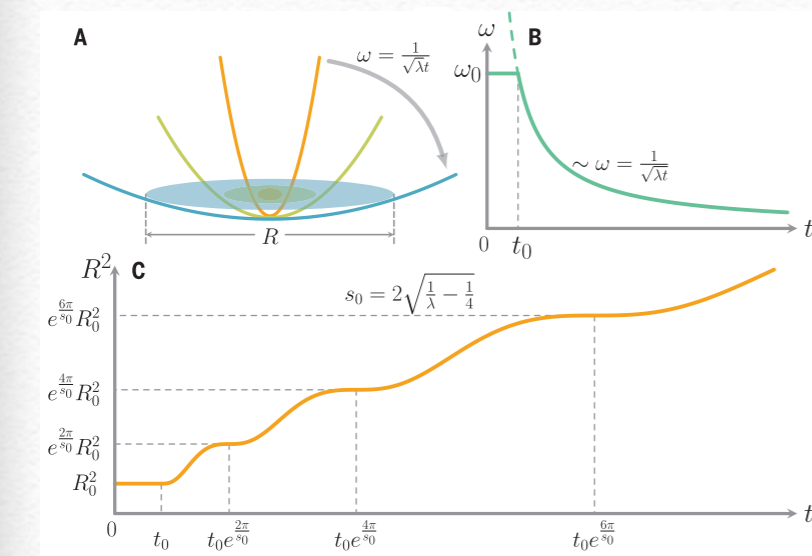 A
ω = 1/√λt
R
B
ω
ω₀
∼ ω = 1/√λt
0
t₀
t
C
R²
s₀ = 2√(1/λ − 1/4)
e^(6π/s₀) R₀²
e^(4π/s₀) R₀²
e^(2π/s₀) R₀²
R₀²
0
t₀
t₀e^(2π/s₀)
t₀e^(4π/s₀)
t₀e^(6π/s₀)
t